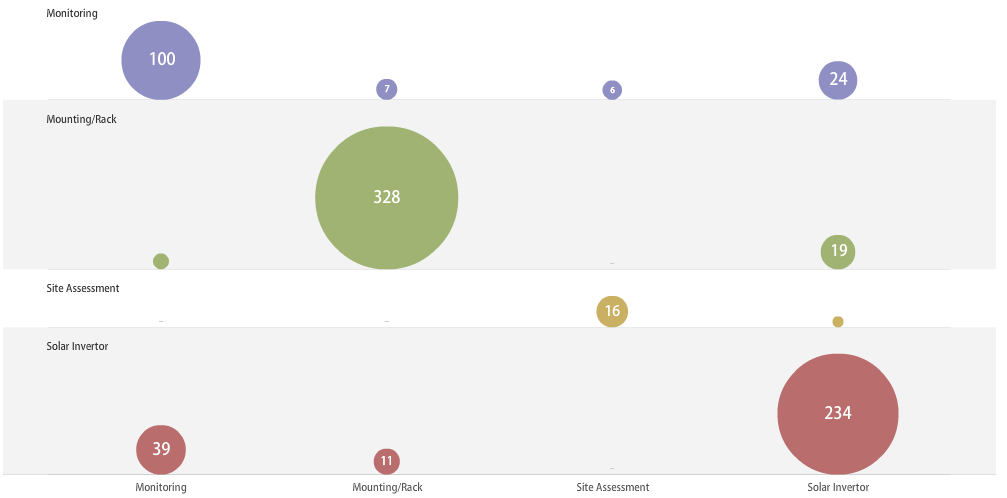 Monitoring
100
7
6
24
Mounting/Rack
328
19
–
Site Assessment
–
–
16
Solar Invertor
234
39
11
–
Monitoring
Mounting/Rack
Site Assessment
Solar Invertor